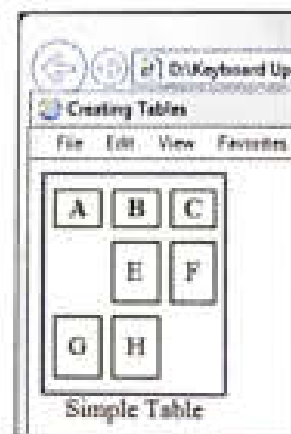 D:\Keyboard Up
Creating Tables
File Edit View Favorites
A B C
E F
G H
Simple Table